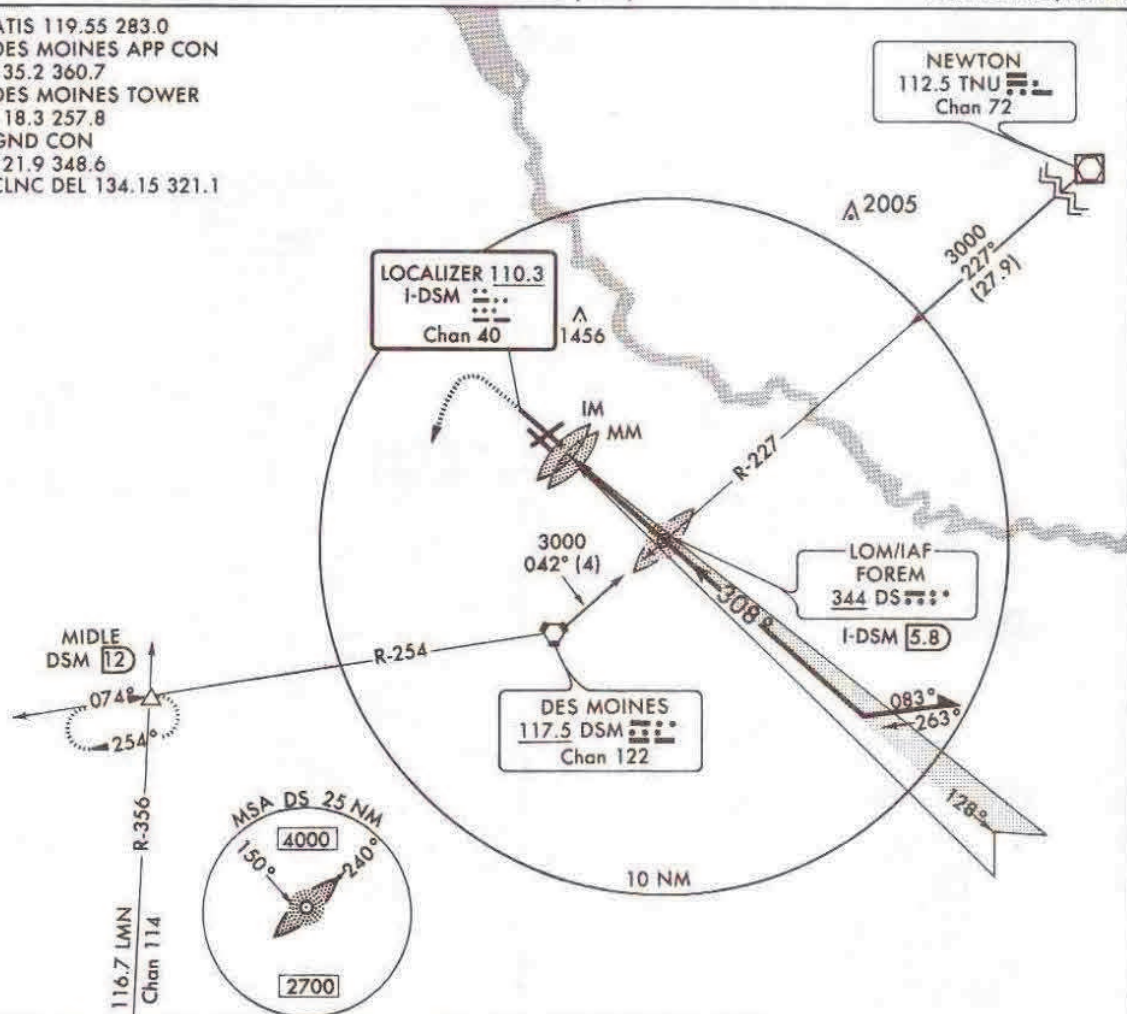 ATIS 119.55 283.0
DES MOINES APP CON
35.2 360.7
DES MOINES TOWER
18.3 257.8
GND CON
21.9 348.6
CLNC DEL 134.15 321.1
NEWTON
112.5 TNU
Chan 72
2005
3000
227°
(27.9)
LOCALIZER 110.3
I-DSM
Chan 40
1456
IM
MM
R-227
3000
042° (4)
LOM/IAF
FOREM
344 DS
I-DSM 5.8
308°
MIDLE
DSM 12
R-254
074°
254°
DES MOINES
117.5 DSM
Chan 122
083°
263°
128°
R-356
116.7 LMN
Chan 114
MSA DS 25 NM
4000
150°
240°
2700
10 NM